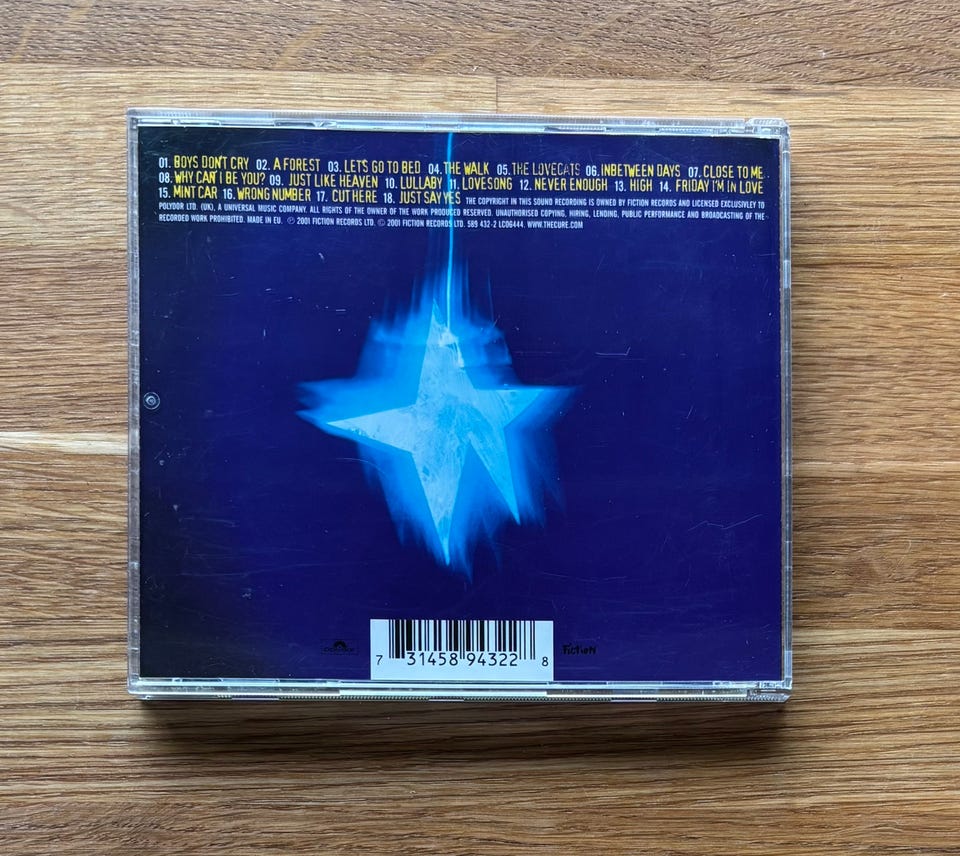 01. BOYS DON'T CRY 02. A FOREST 03. LETS GO TO BED 04. THE WALK 05. THE LOVECATS 06. INBETWEEN DAYS 07. CLOSE TO ME
08. WHY CAN'T I BE YOU? 09. JUST LIKE HEAVEN 10. LULLABY 11. LOVESONG 12. NEVER ENOUGH 13. HIGH 14. FRIDAY I'M IN LOVE
15. MINT CAR 16. WRONG NUMBER 17. CUT HERE 18. JUST SAY YES THE COPYRIGHT IN THIS SOUND RECORDING IS OWNED BY FICTION RECORDS AND LICENSED EXCLUSIVLEY TO
POLYDOR LTD. (UK), A UNIVERSAL MUSIC COMPANY. ALL RIGHTS OF THE OWNER OF THE WORK PRODUCED RESERVED. UNAUTHORISED COPYING, HIRING, LENDING, PUBLIC PERFORMANCE AND BROADCASTING OF THE
RECORDED WORK PROHIBITED. MADE IN EU. ℗ 2001 FICTION RECORDS LTD. © 2001 FICTION RECORDS LTD. 589 432-2 LC06444. WWW.THECURE.COM
FICTION
7 31458 94322 8